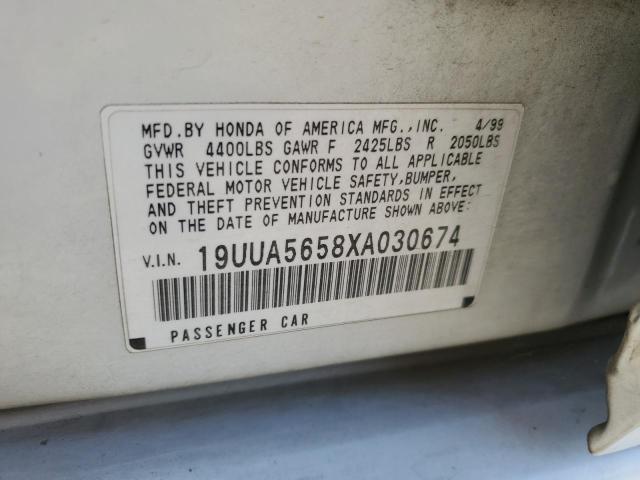 MFD.BY HONDA OF AMERICA MFG.,INC. 4/99
GVWR 4400LBS GAWR F 2425LBS R 2050LBS
THIS VEHICLE CONFORMS TO ALL APPLICABLE
FEDERAL MOTOR VEHICLE SAFETY,BUMPER,
AND THEFT PREVENTION STANDARDS IN EFFECT
ON THE DATE OF MANUFACTURE SHOWN ABOVE:
V.I.N. 19UUA5658XA030674
PASSENGER CAR